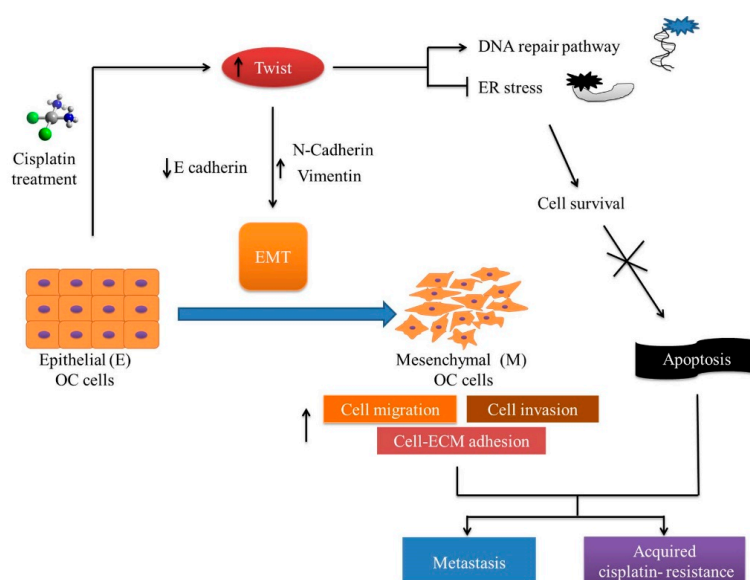 Twist
DNA repair pathway
ER stress
Cisplatin
treatment
E cadherin
N-Cadherin
Vimentin
Cell survival
EMT
Epithelial (E)
OC cells
Mesenchymal (M)
OC cells
Apoptosis
Cell migration
Cell invasion
Cell-ECM adhesion
Metastasis
Acquired
cisplatin- resistance